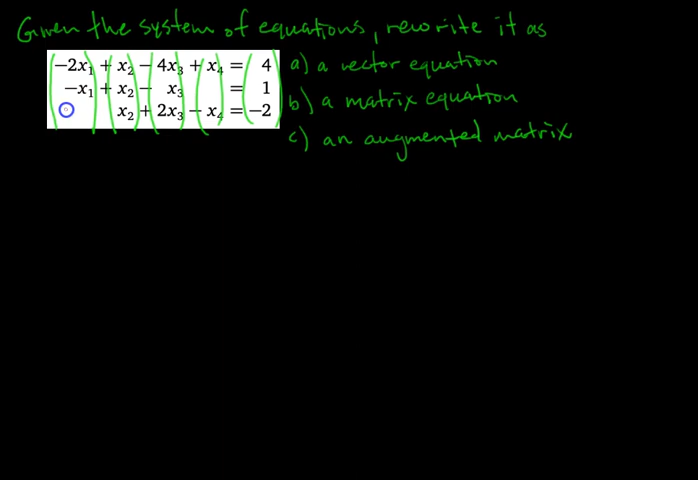 Given the system of equations, rewrite it as
−2x₁ + x₂ − 4x₃ + x₄ = 4 a) a vector equation
−x₁ + x₂ − x₃ = 1
b) a matrix equation
0 x₂ + 2x₃ − x₄ = −2
c) an augmented matrix